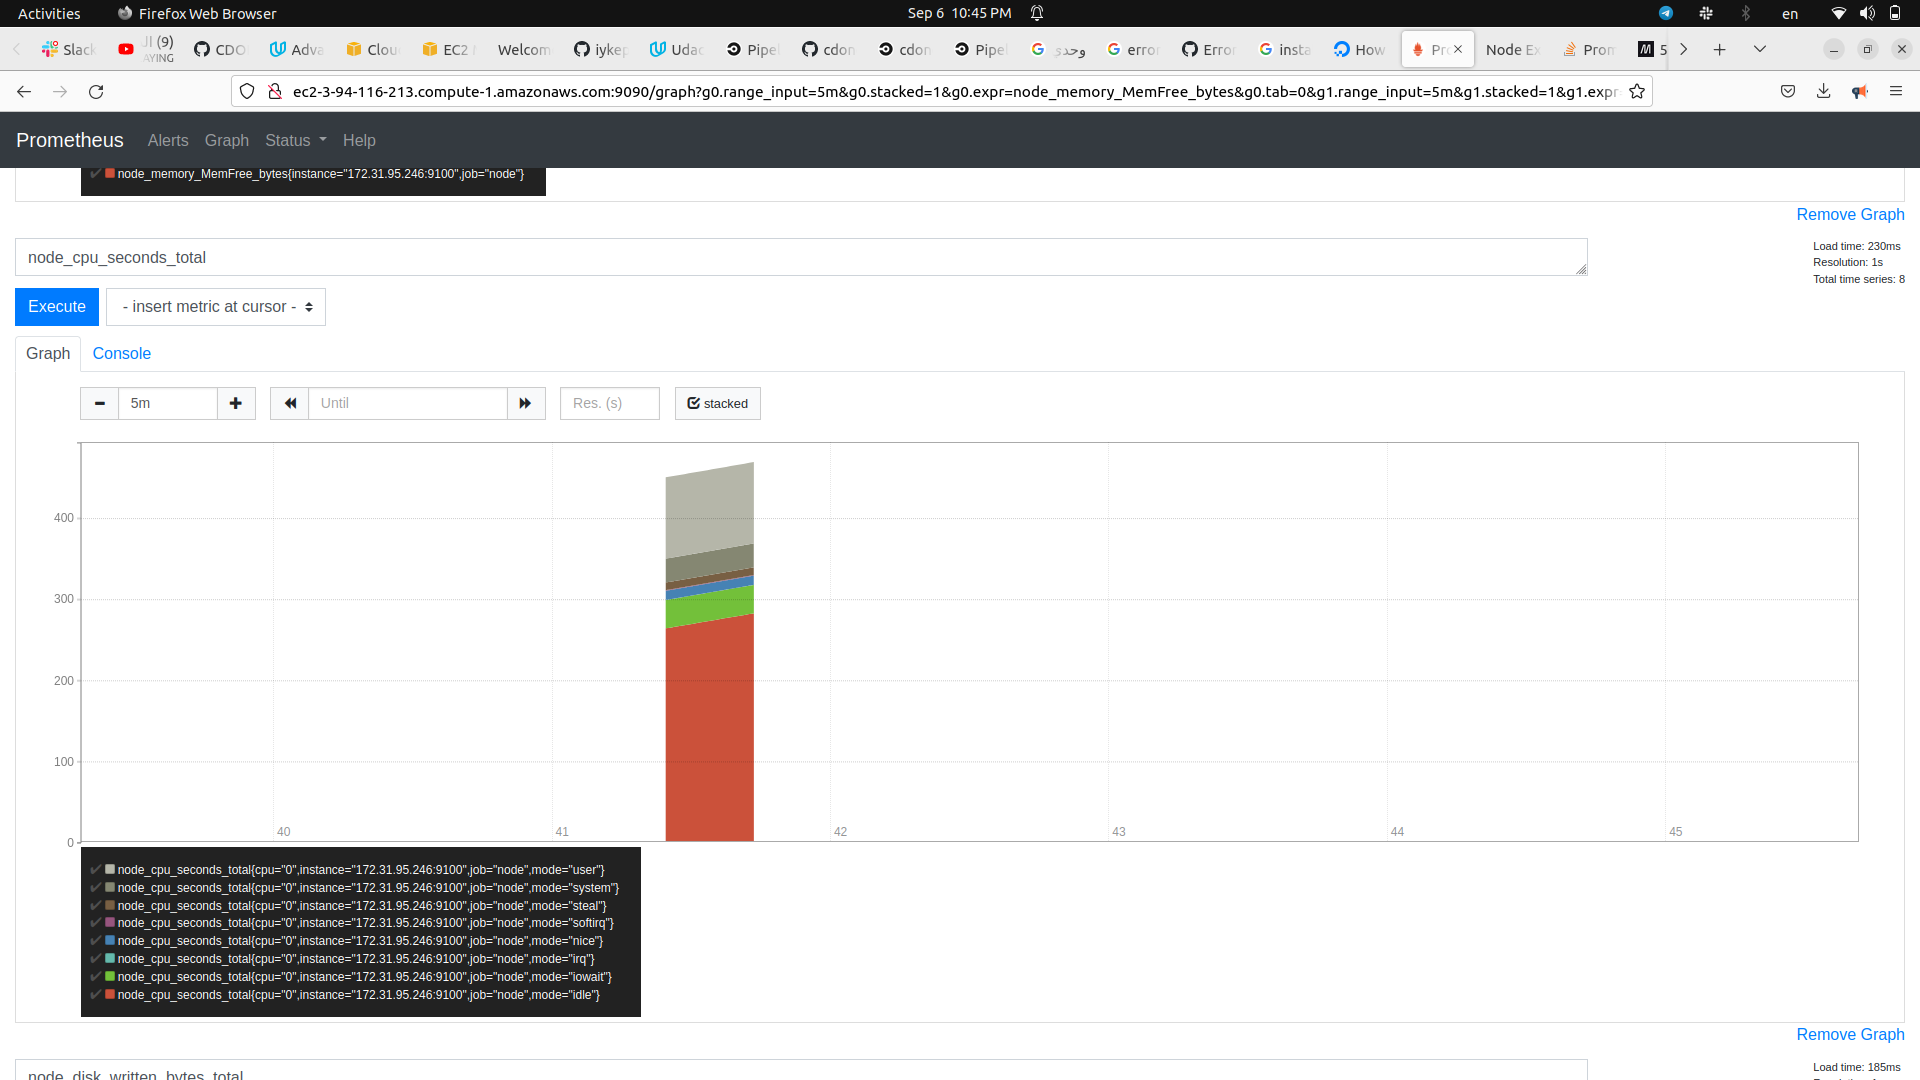 Activities Firefox Web Browser Sep 6 10:45 PM en
Slack JI (9) CDO Adva Clou EC2 Welcom iykep Udac Pipel cdon cdon Pipel وحدي error Error insta How Pr Node Ex Prom 5
AYING
ec2-3-94-116-213.compute-1.amazonaws.com:9090/graph?g0.range_input=5m&g0.stacked=1&g0.expr=node_memory_MemFree_bytes&g0.tab=0&g1.range_input=5m&g1.stacked=1&g1.expr
Prometheus Alerts Graph Status Help
node_memory_MemFree_bytes{instance="172.31.95.246:9100",job="node"}
Remove Graph
node_cpu_seconds_total
Load time: 230ms
Resolution: 1s
Total time series: 8
Execute - insert metric at cursor -
Graph Console
5m Until Res. (s) stacked
400
300
200
100
0
40 41 42 43 44 45
node_cpu_seconds_total{cpu="0",instance="172.31.95.246:9100",job="node",mode="user"}
node_cpu_seconds_total{cpu="0",instance="172.31.95.246:9100",job="node",mode="system"}
node_cpu_seconds_total{cpu="0",instance="172.31.95.246:9100",job="node",mode="steal"}
node_cpu_seconds_total{cpu="0",instance="172.31.95.246:9100",job="node",mode="softirq"}
node_cpu_seconds_total{cpu="0",instance="172.31.95.246:9100",job="node",mode="nice"}
node_cpu_seconds_total{cpu="0",instance="172.31.95.246:9100",job="node",mode="irq"}
node_cpu_seconds_total{cpu="0",instance="172.31.95.246:9100",job="node",mode="iowait"}
node_cpu_seconds_total{cpu="0",instance="172.31.95.246:9100",job="node",mode="idle"}
Remove Graph
node_disk_written_bytes_total
Load time: 185ms